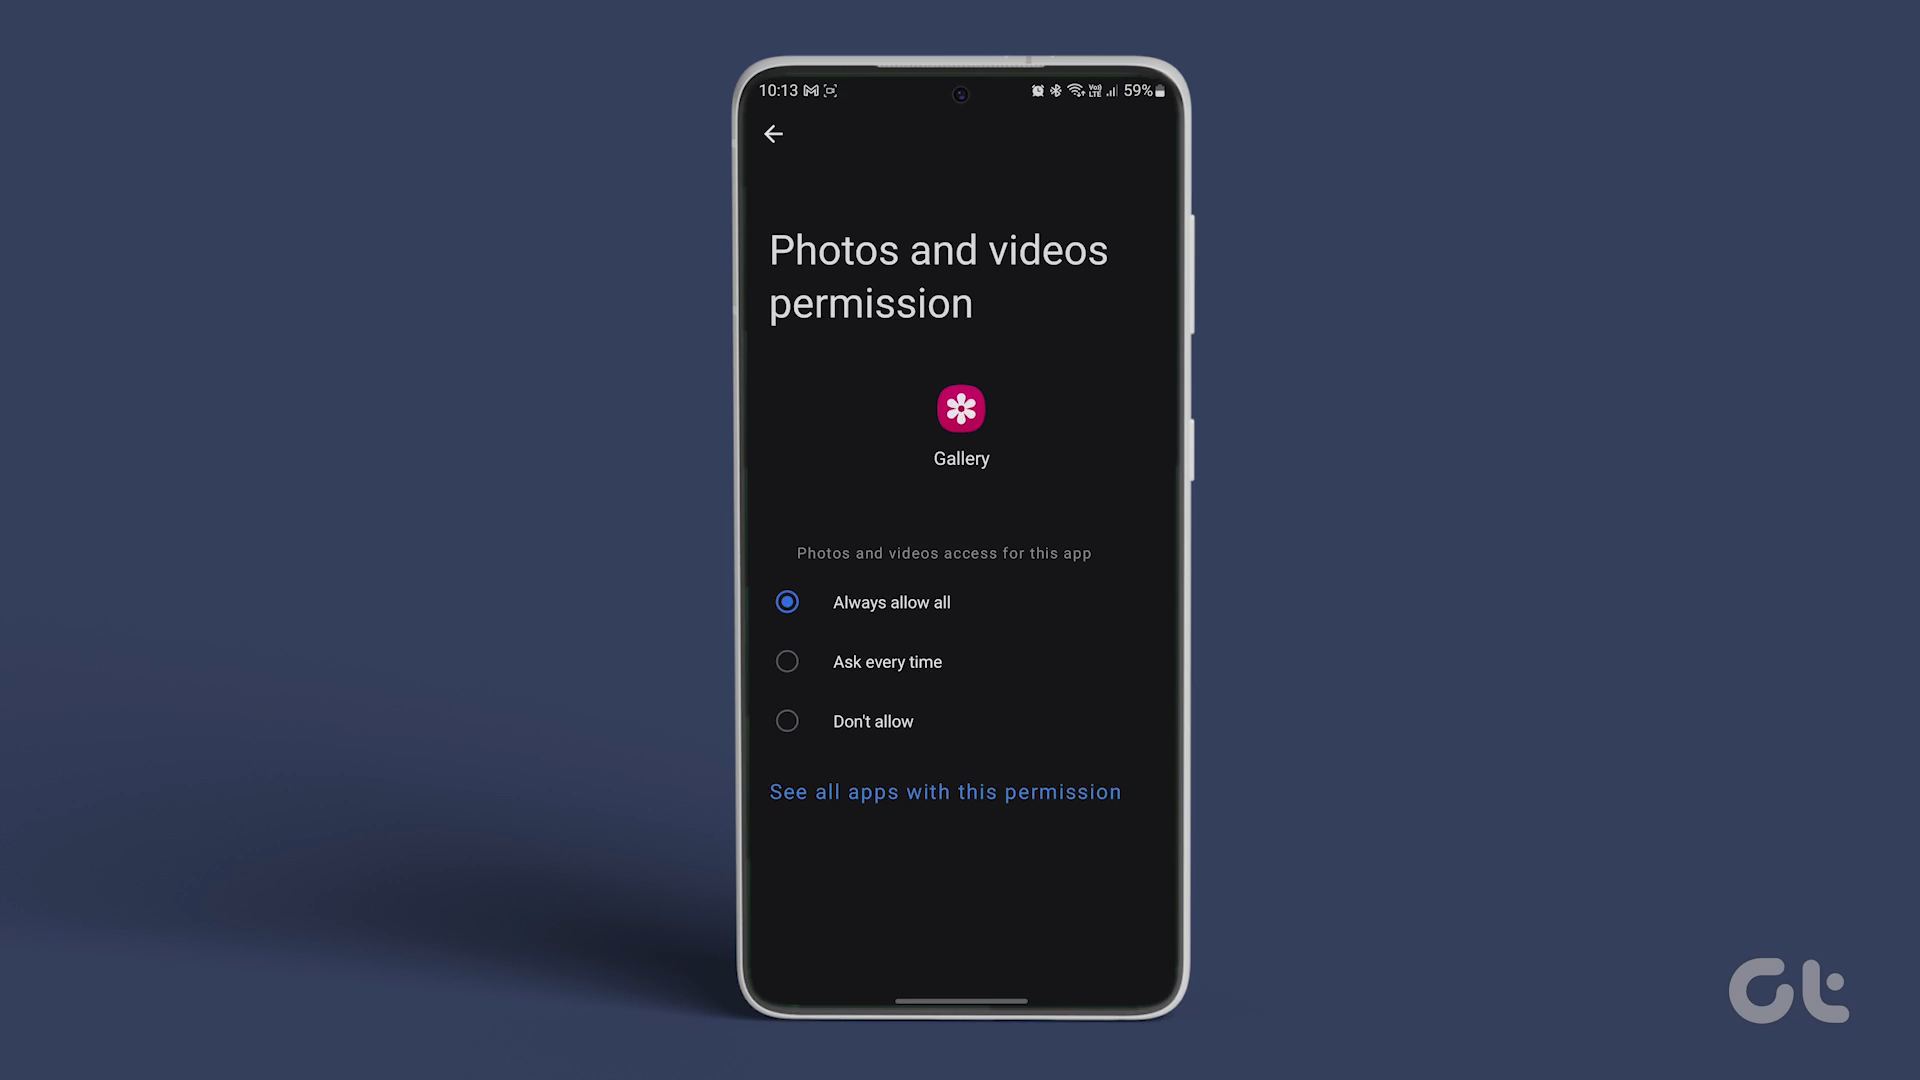 10:13 59%
Photos and videos
permission
Gallery
Photos and videos access for this app
Always allow all
Ask every time
Don't allow
See all apps with this permission
Gt